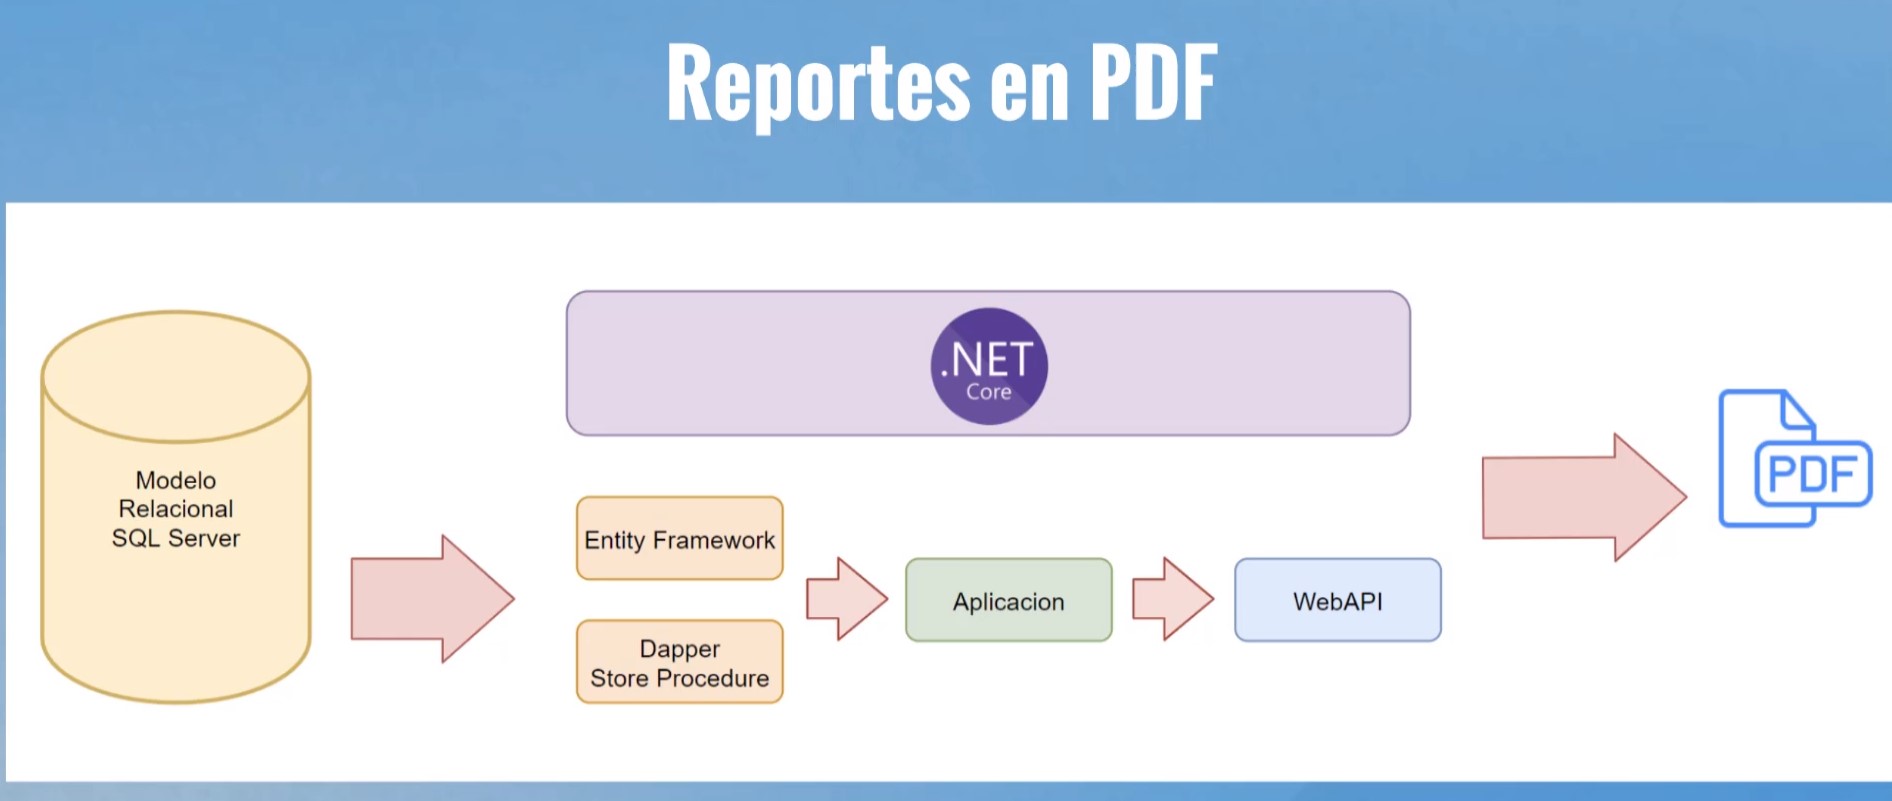 Reportes en PDF
Modelo
Relacional
SQL Server
.NET
Core
Entity Framework
Dapper
Store Procedure
Aplicacion
WebAPI
PDF